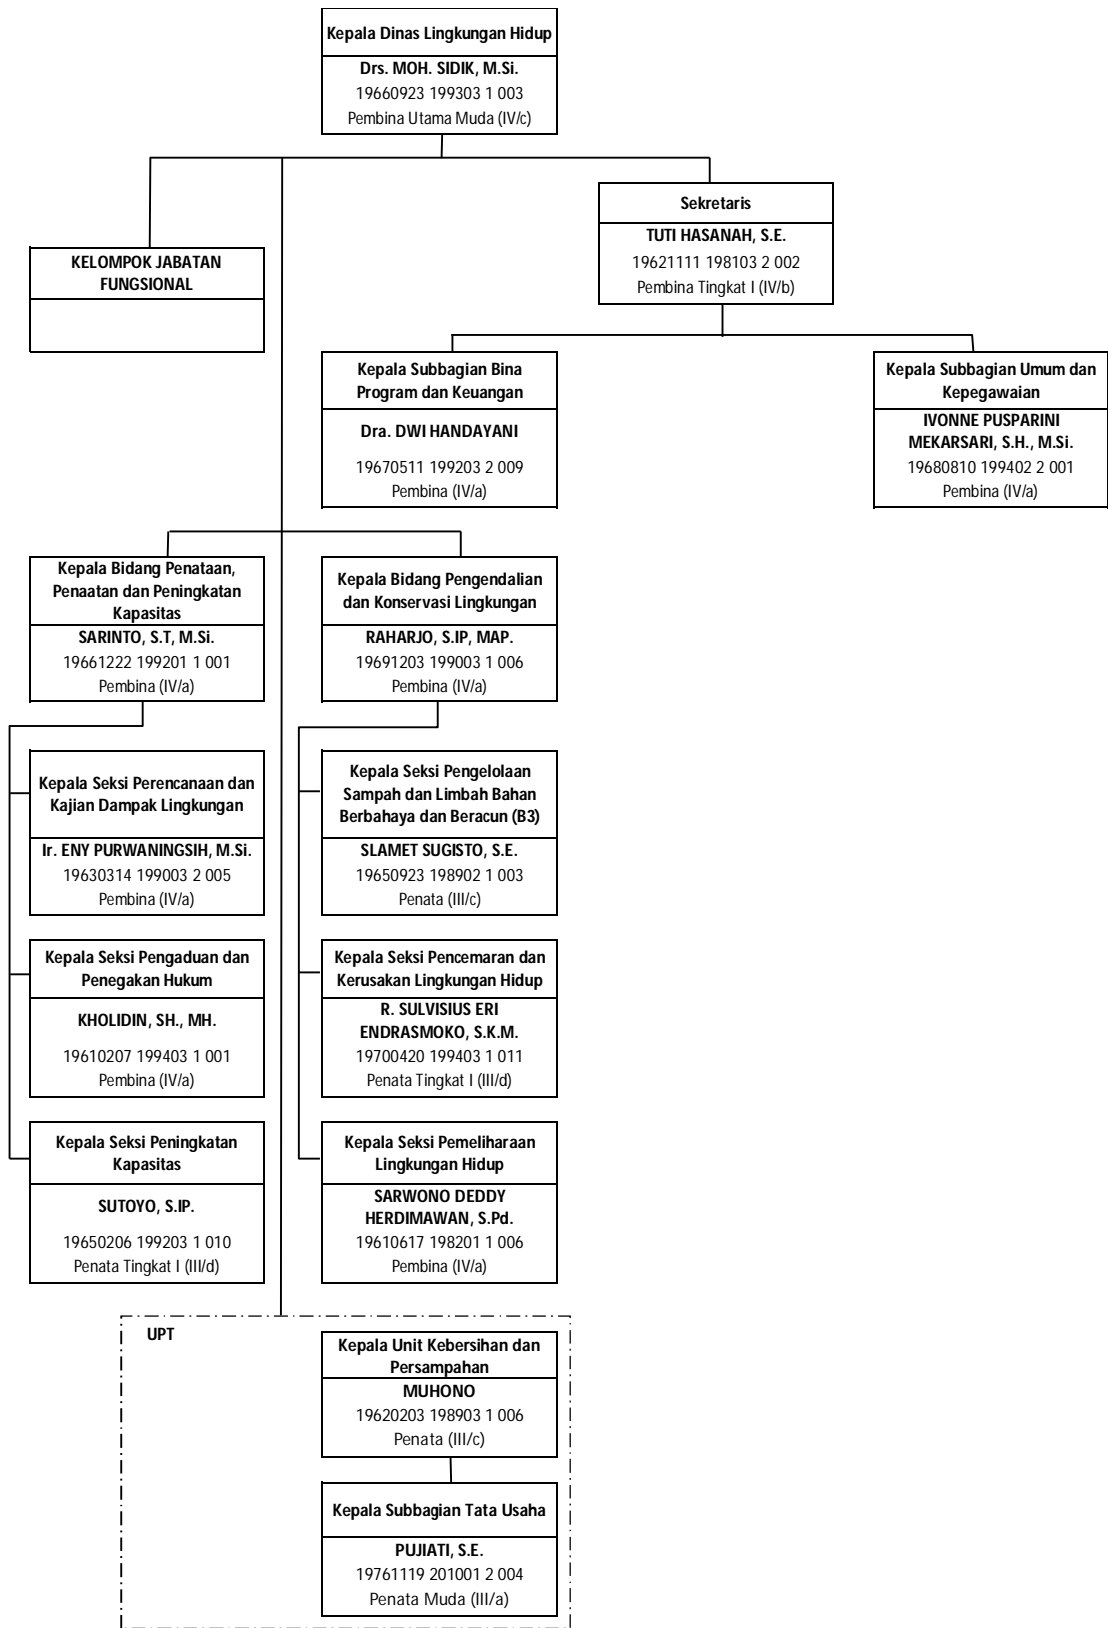 Kepala Dinas Lingkungan Hidup
Drs. MOH. SIDIK, M.Si.
19660923 199303 1 003
Pembina Utama Muda (IV/c)
Sekretaris
TUTI HASANAH, S.E.
19621111 198103 2 002
Pembina Tingkat I (IV/b)
KELOMPOK JABATAN
FUNGSIONAL
Kepala Subbagian Bina
Program dan Keuangan
Dra. DWI HANDAYANI
19670511 199203 2 009
Pembina (IV/a)
Kepala Subbagian Umum dan
Kepegawaian
IVONNE PUSPARINI
MEKARSARI, S.H., M.Si.
19680810 199402 2 001
Pembina (IV/a)
Kepala Bidang Penataan,
Penaatan dan Peningkatan
Kapasitas
SARINTO, S.T, M.Si.
19661222 199201 1 001
Pembina (IV/a)
Kepala Bidang Pengendalian
dan Konservasi Lingkungan
RAHARJO, S.IP, MAP.
19691203 199003 1 006
Pembina (IV/a)
Kepala Seksi Perencanaan dan
Kajian Dampak Lingkungan
Ir. ENY PURWANINGSIH, M.Si.
19630314 199003 2 005
Pembina (IV/a)
Kepala Seksi Pengelolaan
Sampah dan Limbah Bahan
Berbahaya dan Beracun (B3)
SLAMET SUGISTO, S.E.
19650923 198902 1 003
Penata (III/c)
Kepala Seksi Pengaduan dan
Penegakan Hukum
KHOLIDIN, SH., MH.
19610207 199403 1 001
Pembina (IV/a)
Kepala Seksi Pencemaran dan
Kerusakan Lingkungan Hidup
R. SULVISIUS ERI
ENDRASMOKO, S.K.M.
19700420 199403 1 011
Penata Tingkat I (III/d)
Kepala Seksi Peningkatan
Kapasitas
SUTOYO, S.IP.
19650206 199203 1 010
Penata Tingkat I (III/d)
Kepala Seksi Pemeliharaan
Lingkungan Hidup
SARWONO DEDDY
HERDIMAWAN, S.Pd.
19610617 198201 1 006
Pembina (IV/a)
UPT
Kepala Unit Kebersihan dan
Persampahan
MUHONO
19620203 198903 1 006
Penata (III/c)
Kepala Subbagian Tata Usaha
PUJIATI, S.E.
19761119 201001 2 004
Penata Muda (III/a)